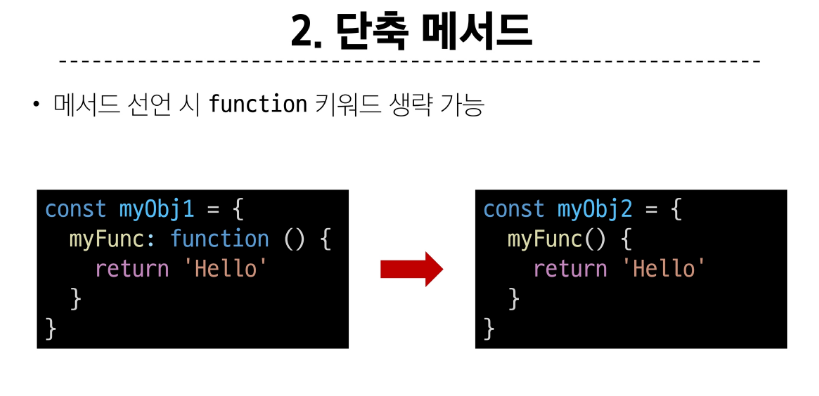 2. 단축 메서드
• 메서드 선언 시 function 키워드 생략 가능
const myObj1 = {
  myFunc: function () {
    return 'Hello'
  }
}
const myObj2 = {
  myFunc() {
    return 'Hello'
  }
}